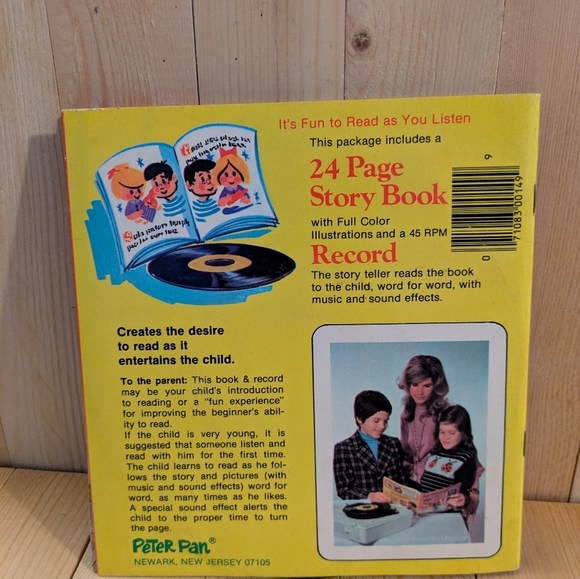 It's Fun to Read as You Listen
This package includes a
24 Page
Story Book
with Full Color
Illustrations and a 45 RPM
Record
The story teller reads the book
to the child, word for word, with
music and sound effects.
0 71083 00149 9
Creates the desire
to read as it
entertains the child.
To the parent: This book & record
may be your child's introduction
to reading or a "fun experience"
for improving the beginner's abil-
ity to read.
If the child is very young, it is
suggested that someone listen and
read with him for the first time.
The child learns to read as he fol-
lows the story and pictures (with
music and sound effects) word for
word, as many times as he likes.
A special sound effect alerts the
child to the proper time to turn
the page.
Peter Pan®
NEWARK, NEW JERSEY 07105